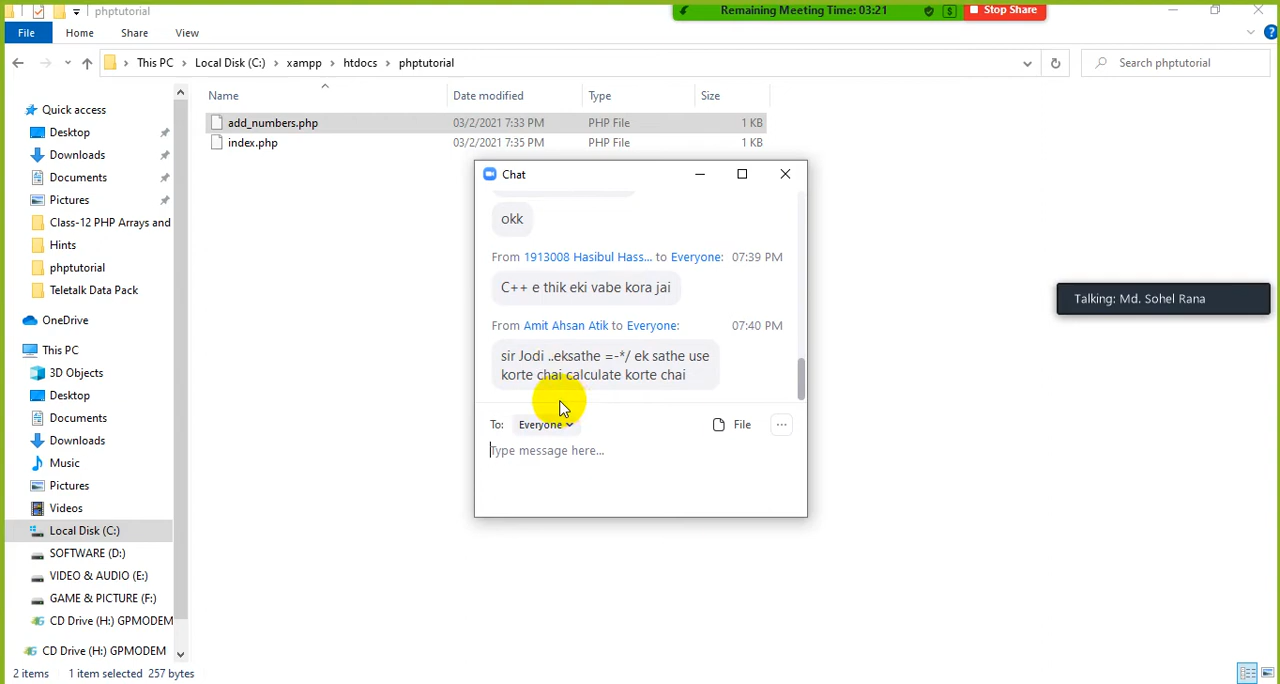 phptutorial
Remaining Meeting Time: 03:21
Stop Share
File Home Share View
This PC Local Disk (C:) xampp htdocs phptutorial
Search phptutorial
Name Date modified Type Size
add_numbers.php 03/2/2021 7:33 PM PHP File 1 KB
index.php 03/2/2021 7:35 PM PHP File 1 KB
Quick access
Desktop
Downloads
Documents
Pictures
Class-12 PHP Arrays and
Hints
phptutorial
Teletalk Data Pack
OneDrive
This PC
3D Objects
Desktop
Documents
Downloads
Music
Pictures
Videos
Local Disk (C:)
SOFTWARE (D:)
VIDEO & AUDIO (E:)
GAME & PICTURE (F:)
CD Drive (H:) GPMODEM
CD Drive (H:) GPMODEM
2 items 1 item selected 257 bytes
Chat
okk
From 1913008 Hasibul Hass... to Everyone: 07:39 PM
C++ e thik eki vabe kora jai
From Amit Ahsan Atik to Everyone: 07:40 PM
sir Jodi ..eksathe =-*/ ek sathe use
korte chai calculate korte chai
To: Everyone File ...
Type message here...
Talking: Md. Sohel Rana